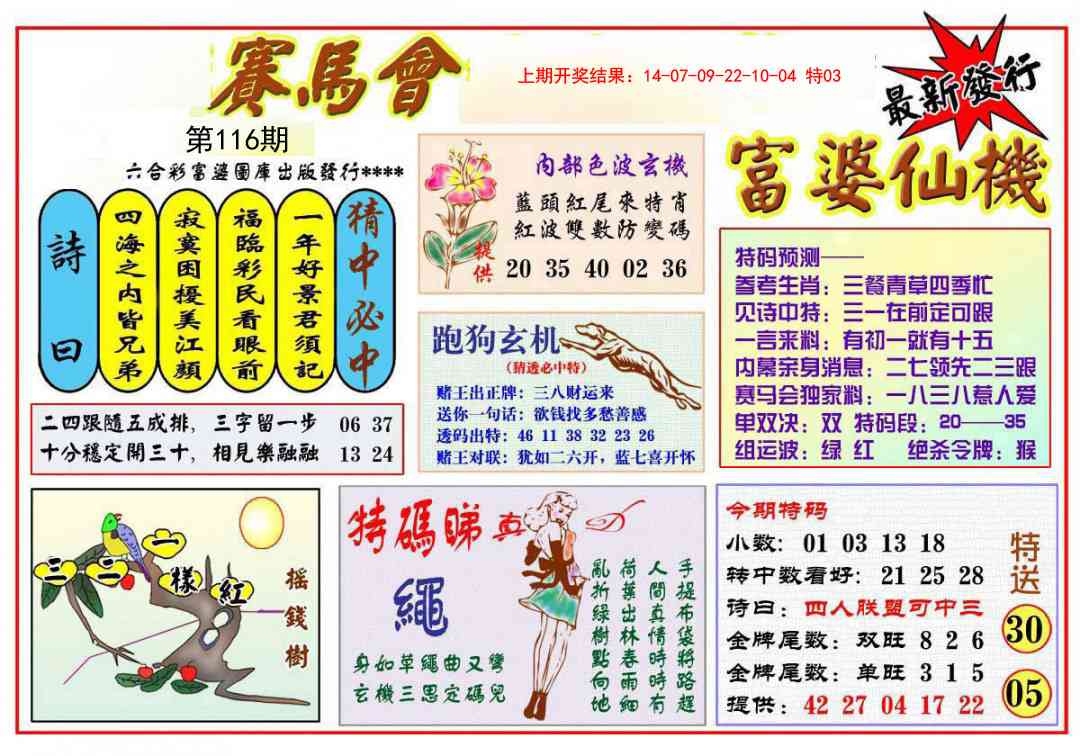 賽馬會
上期开奖结果：14-07-09-22-10-04 特03
最新發行
第116期
六合彩富婆圖庫出版發行****
富婆仙機
詩曰
四海之内皆兄弟
寂寞困擾美江顏
福臨彩民看眼前
一年好景君須記
猜中必中
二四跟隨五成排，三字留一步 06 37
十分穩定開三十，相見樂融融 13 24
內部色波玄機
藍頭紅尾來特肖
紅波雙數防變碼
提供
20 35 40 02 36
跑狗玄机
（猜透必中特）
赌王出正牌：三八财运来
送你一句话：欲钱找多愁善感
透码出特：46 11 38 32 23 26
赌王对联：犹如二六开，蓝七喜开怀
特码预测——
参考生肖：三餐青草四季忙
见诗中特：三一在前定可跟
一言来料：有初一就有十五
内幕亲身消息：二七领先二三跟
赛马会独家料：一八三八惹人爱
单双决：双 特码段：20——35
组运波：绿 红 绝杀令牌：猴
三二一樣紅
搖錢樹
特碼睇真D
繩
身如草繩曲又彎
玄機三思定碼兒
手提布袋將路趕
人間真情時時有
荷葉出林春雨細
亂折綠樹點向地
今期特码
小数：01 03 13 18
转中数看好：21 25 28
诗曰：四人联盟可中三
金牌尾数：双旺 8 2 6
金牌尾数：单旺 3 1 5
提供：42 27 04 17 22
特送
30
05